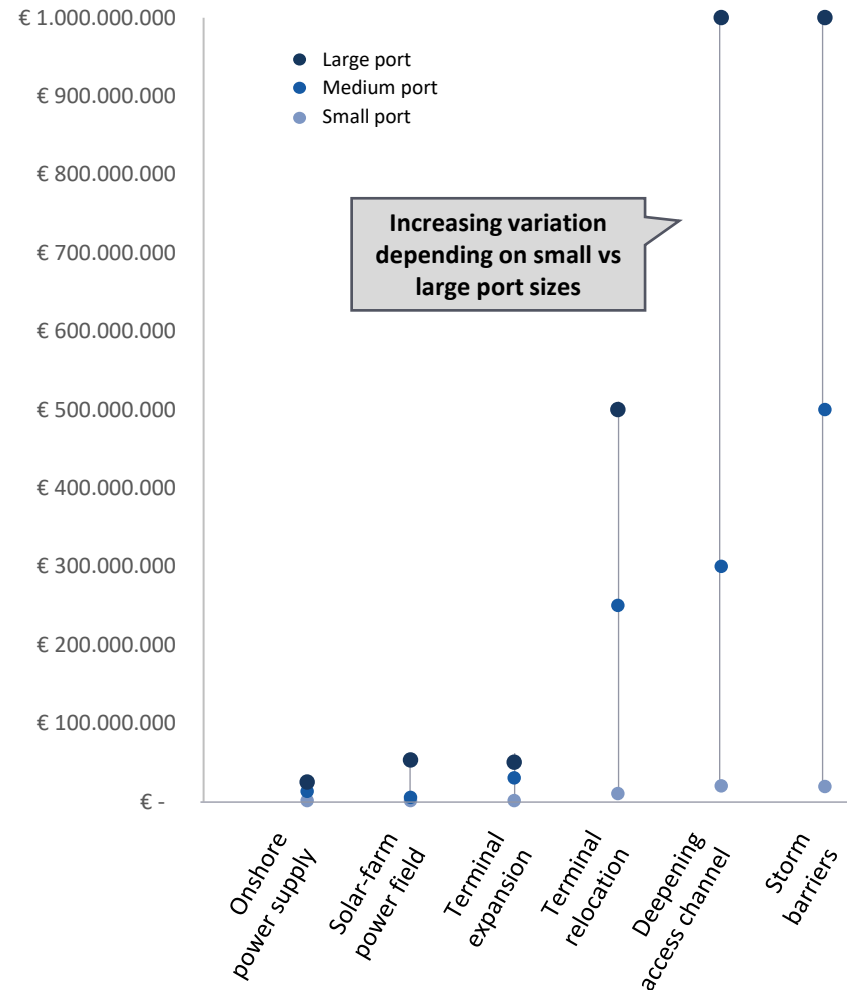 € 1.000.000.000
€ 900.000.000
€ 800.000.000
€ 700.000.000
€ 600.000.000
€ 500.000.000
€ 400.000.000
€ 300.000.000
€ 200.000.000
€ 100.000.000
€ -
Large port
Medium port
Small port
Increasing variation
depending on small vs
large port sizes
Onshore
power supply
Solar-farm
power field
Terminal
expansion
Terminal
relocation
Deepening
access channel
Storm
barriers